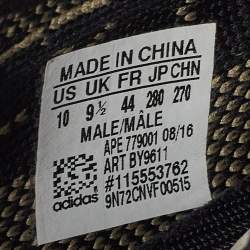 MADE IN CHINA
US UK FR JP CHN
10 9½ 44 280 270
MALE/MÂLE
APE 779001 08/16
ART BY9611
#115553762
9N72CNVF00515
adidas